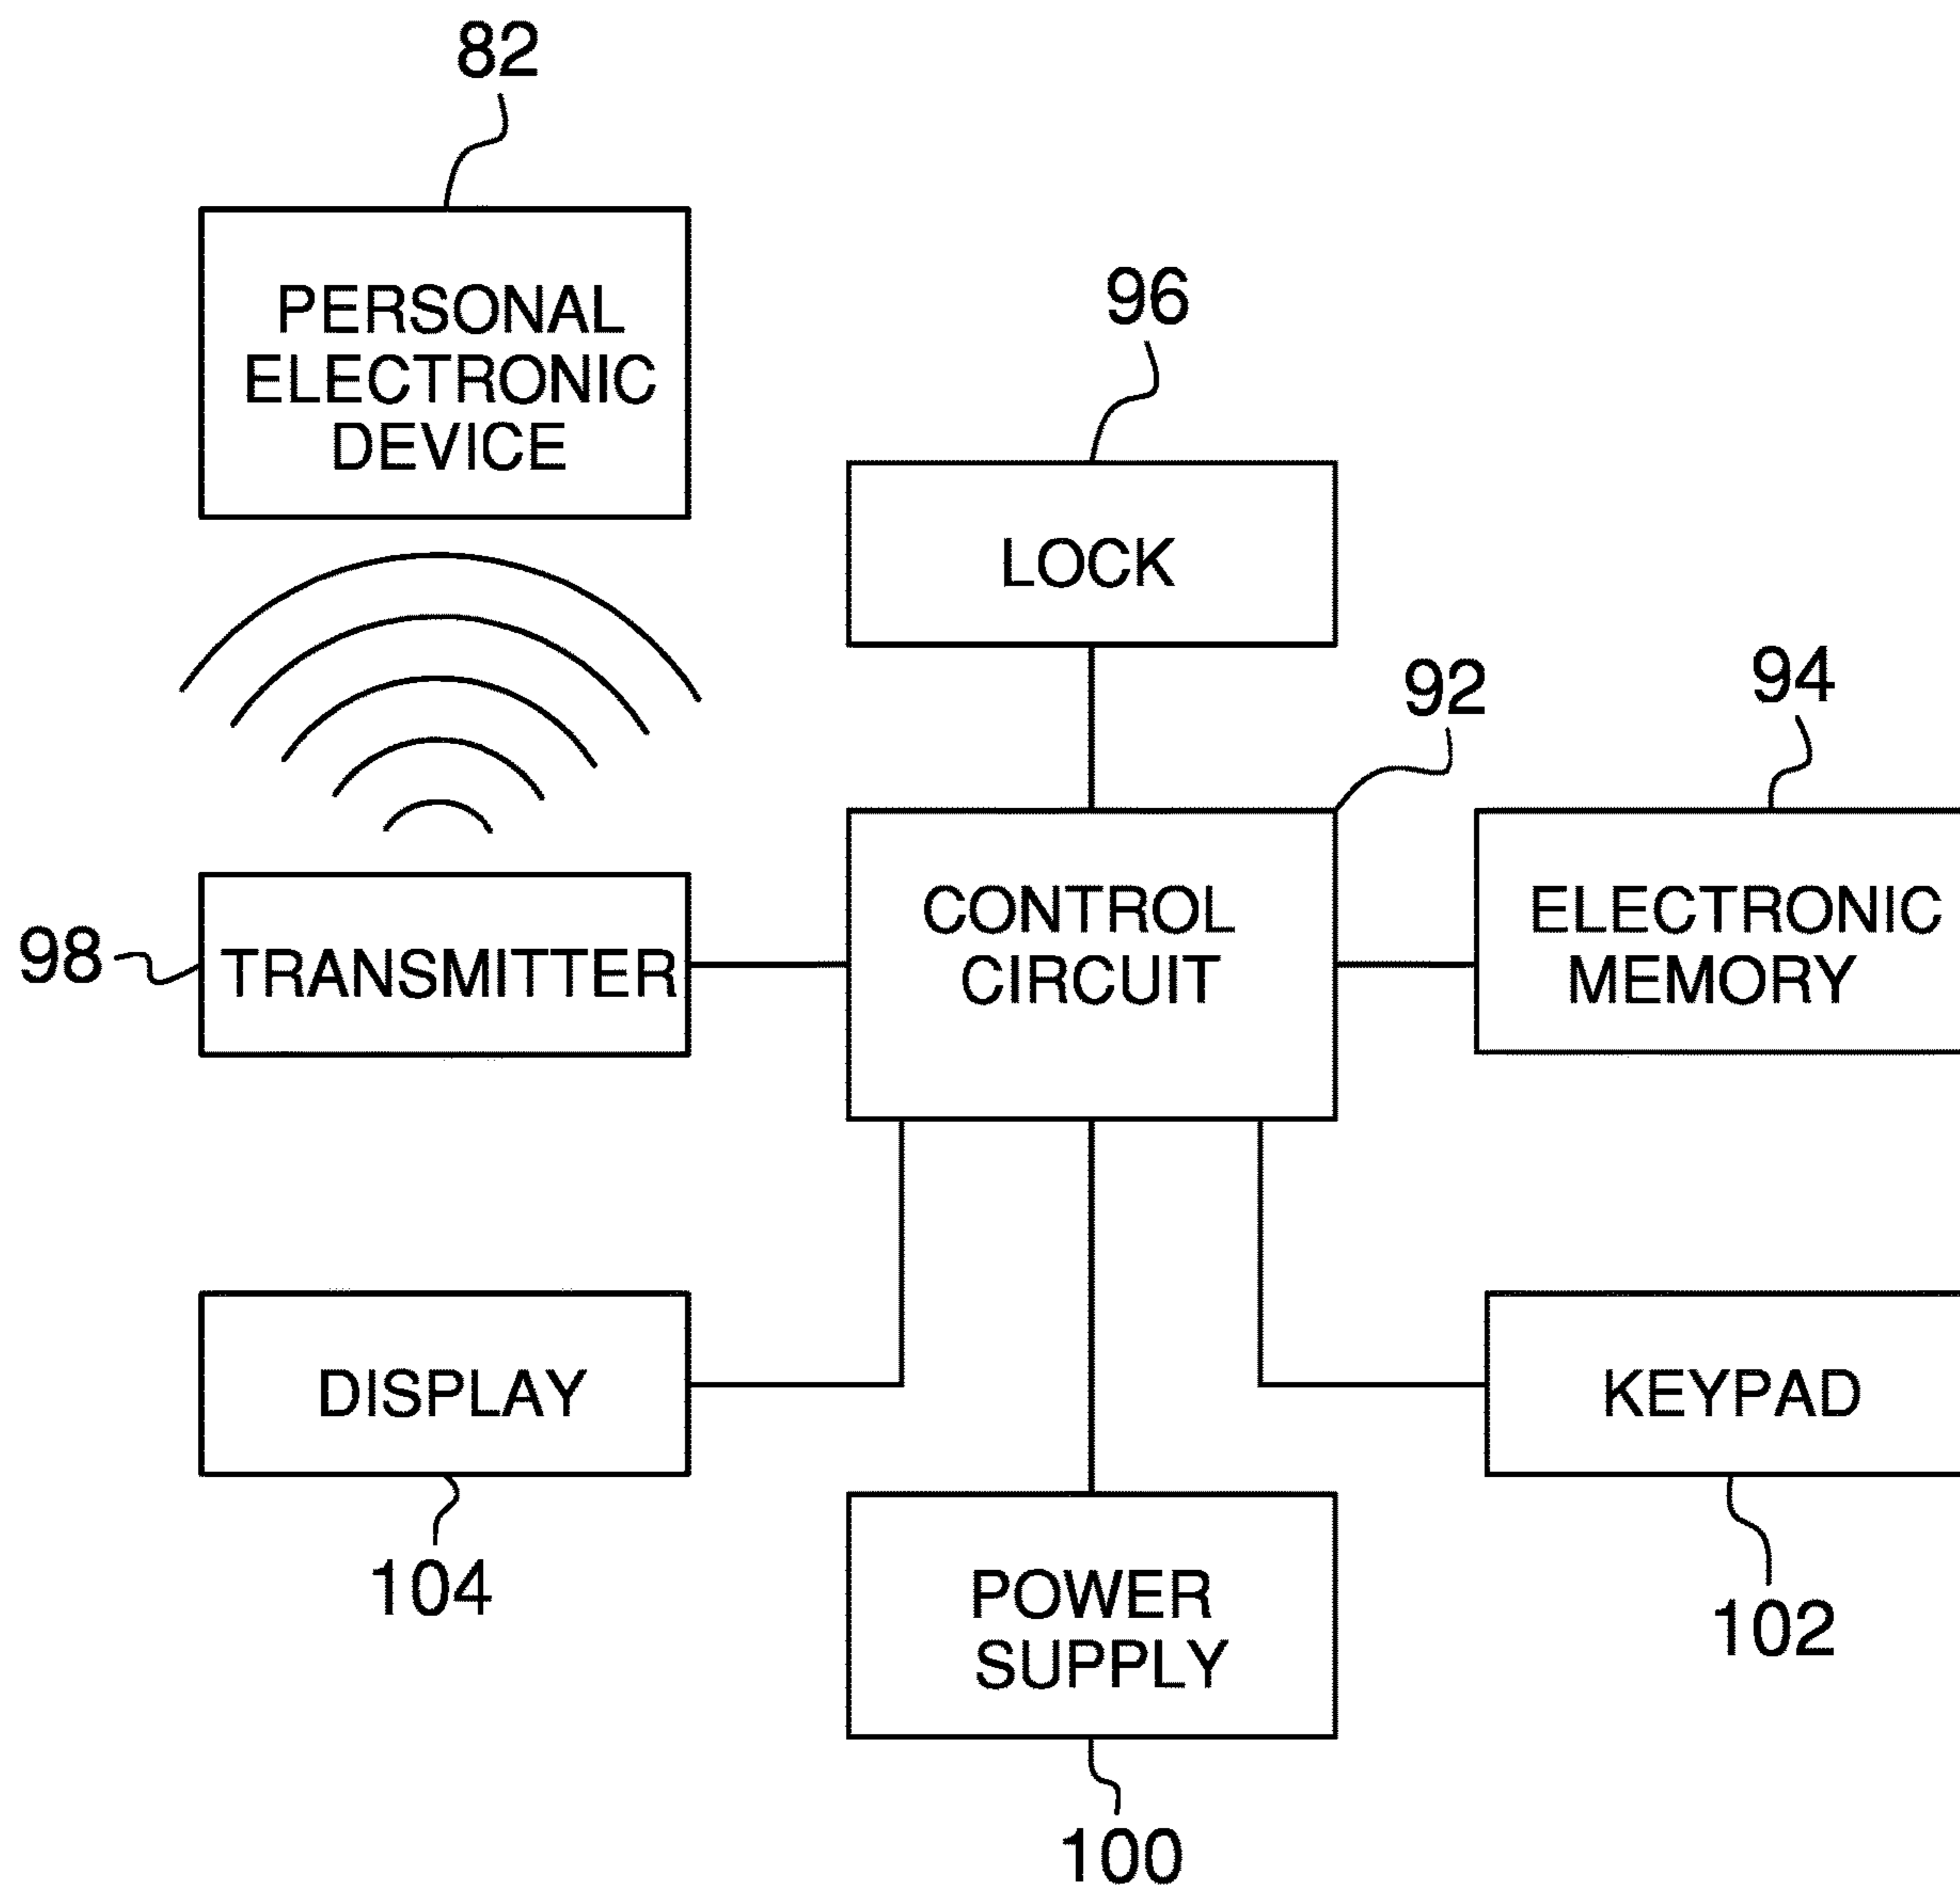 82
PERSONAL
ELECTRONIC
DEVICE
96
LOCK
92
94
CONTROL
CIRCUIT
ELECTRONIC
MEMORY
98
TRANSMITTER
DISPLAY
KEYPAD
104
POWER
SUPPLY
102
100